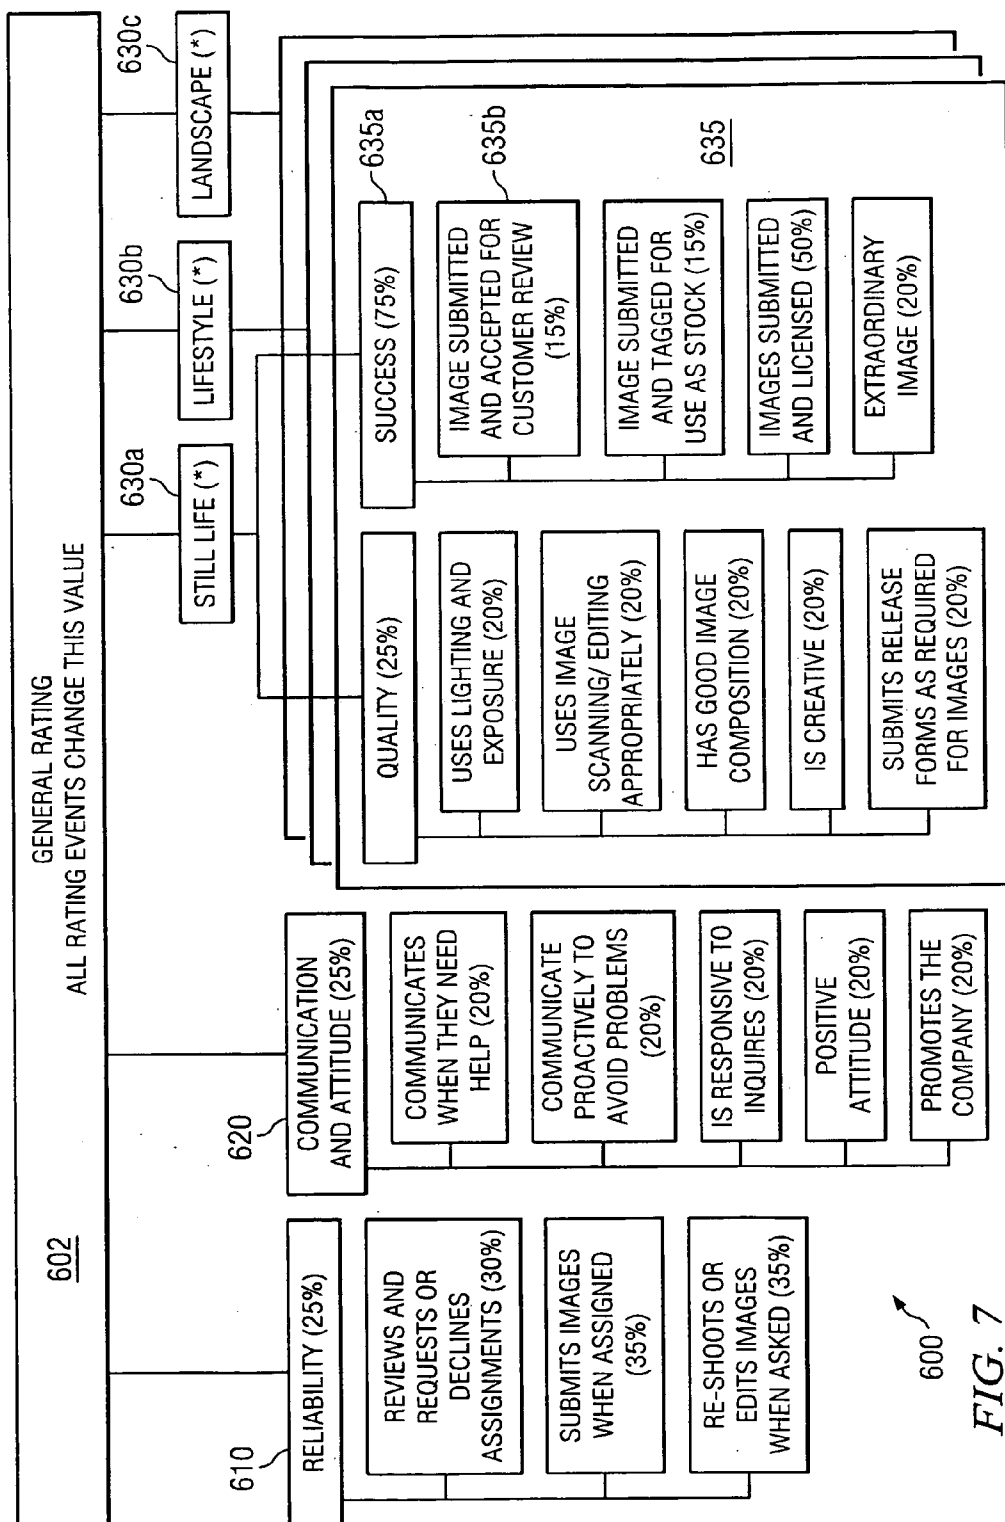 602
GENERAL RATING
ALL RATING EVENTS CHANGE THIS VALUE
610
RELIABILITY (25%)
REVIEWS AND
REQUESTS OR
DECLINES
ASSIGNMENTS (30%)
SUBMITS IMAGES
WHEN ASSIGNED
(35%)
RE-SHOOTS OR
EDITS IMAGES
WHEN ASKED (35%)
620
COMMUNICATION
AND ATTITUDE (25%)
COMMUNICATES
WHEN THEY NEED
HELP (20%)
COMMUNICATE
PROACTIVELY TO
AVOID PROBLEMS
(20%)
IS RESPONSIVE TO
INQUIRES (20%)
POSITIVE
ATTITUDE (20%)
PROMOTES THE
COMPANY (20%)
630a
STILL LIFE (*)
630b
LIFESTYLE (*)
630c
LANDSCAPE (*)
QUALITY (25%)
USES LIGHTING AND
EXPOSURE (20%)
USES IMAGE
SCANNING/ EDITING
APPROPRIATELY (20%)
HAS GOOD IMAGE
COMPOSITION (20%)
IS CREATIVE (20%)
SUBMITS RELEASE
FORMS AS REQUIRED
FOR IMAGES (20%)
635a
SUCCESS (75%)
635b
IMAGE SUBMITTED
AND ACCEPTED FOR
CUSTOMER REVIEW
(15%)
IMAGE SUBMITTED
AND TAGGED FOR
USE AS STOCK (15%)
IMAGES SUBMITTED
AND LICENSED (50%)
EXTRAORDINARY
IMAGE (20%)
635
600
FIG. 7